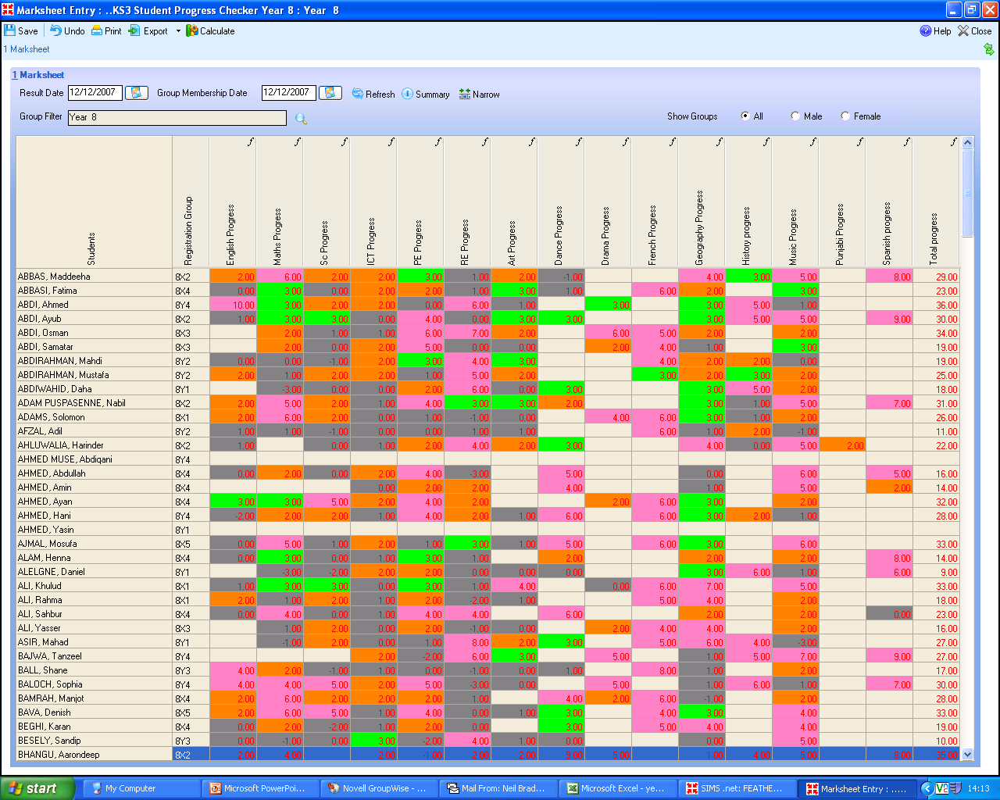 Marksheet Entry : ..KS3 Student Progress Checker Year 8 : Year 8
Save Undo Print Export Calculate Help Close
1 Marksheet
1 Marksheet
Result Date 12/12/2007 Group Membership Date 12/12/2007 Refresh Summary Narrow
Group Filter Year 8 Show Groups All Male Female
f f f f f f f f f f f f f f f f
Students Registration Group English Progress Maths Progress Sc Progress ICT Progress PE Progress RE Progress Art Progress Dance Progress Drama Progress French Progress Geography Progress History progress Music Progress Punjabi Progress Spanish progress Total progress
ABBAS, Maddeeha 8X2 2.00 6.00 2.00 2.00 3.00 1.00 2.00 -1.00 4.00 3.00 5.00 8.00 29.00
ABBASI, Fatima 8X4 0.00 3.00 0.00 2.00 2.00 1.00 3.00 1.00 6.00 2.00 3.00 23.00
ABDI, Ahmed 8Y4 10.00 3.00 2.00 2.00 0.00 6.00 1.00 3.00 3.00 5.00 1.00 36.00
ABDI, Ayub 8X2 1.00 3.00 3.00 0.00 4.00 0.00 3.00 3.00 3.00 5.00 5.00 9.00 30.00
ABDI, Osman 8X3 2.00 1.00 1.00 6.00 7.00 2.00 6.00 5.00 2.00 2.00 34.00
ABDI, Samatar 8X3 2.00 0.00 2.00 5.00 0.00 0.00 2.00 4.00 1.00 3.00 19.00
ABDIRAHMAN, Mahdi 8Y2 0.00 0.00 -1.00 2.00 3.00 4.00 3.00 4.00 2.00 2.00 0.00 19.00
ABDIRAHMAN, Mustafa 8Y2 2.00 1.00 2.00 2.00 1.00 5.00 2.00 3.00 2.00 3.00 2.00 25.00
ABDIWAHID, Daha 8Y1 -3.00 0.00 0.00 2.00 6.00 0.00 3.00 3.00 5.00 2.00 18.00
ADAM PUSPASENNE, Nabil 8X2 2.00 5.00 2.00 1.00 4.00 3.00 3.00 2.00 3.00 1.00 5.00 7.00 31.00
ADAMS, Solomon 8X1 2.00 6.00 2.00 0.00 1.00 -1.00 0.00 4.00 6.00 3.00 1.00 2.00 26.00
AFZAL, Adil 8Y2 1.00 1.00 -1.00 0.00 0.00 1.00 1.00 6.00 1.00 2.00 -1.00 11.00
AHLUWALIA, Harinder 8X2 1.00 0.00 1.00 2.00 4.00 2.00 3.00 4.00 0.00 5.00 2.00 22.00
AHMED MUSE, Abdiqani 8Y4
AHMED, Abdullah 8X4 0.00 2.00 0.00 2.00 4.00 -3.00 5.00 0.00 6.00 5.00 16.00
AHMED, Amin 8X4 0.00 2.00 2.00 4.00 1.00 5.00 2.00 14.00
AHMED, Ayan 8X4 3.00 3.00 5.00 2.00 4.00 2.00 2.00 6.00 3.00 2.00 32.00
AHMED, Hani 8Y4 -2.00 2.00 2.00 1.00 4.00 2.00 1.00 6.00 6.00 3.00 2.00 1.00 28.00
AHMED, Yasin 8Y1
AJMAL, Mosufa 8X5 0.00 5.00 1.00 2.00 1.00 3.00 1.00 5.00 6.00 3.00 6.00 33.00
ALAM, Henna 8X4 0.00 3.00 0.00 1.00 3.00 1.00 2.00 2.00 2.00 8.00 14.00
ALELGNE, Daniel 8Y1 -3.00 -2.00 2.00 2.00 0.00 0.00 0.00 3.00 6.00 1.00 6.00 9.00
ALI, Khulud 8X1 1.00 3.00 3.00 0.00 3.00 1.00 4.00 0.00 6.00 7.00 5.00 33.00
ALI, Rahma 8X1 2.00 1.00 2.00 1.00 2.00 -2.00 1.00 5.00 4.00 2.00 18.00
ALI, Sahbur 8X4 0.00 4.00 0.00 1.00 4.00 4.00 6.00 2.00 2.00 0.00 23.00
ALI, Yasser 8X3 1.00 2.00 0.00 2.00 -1.00 0.00 2.00 4.00 4.00 2.00 16.00
ASIR, Mahad 8Y1 -1.00 2.00 0.00 1.00 8.00 2.00 3.00 5.00 6.00 4.00 -3.00 27.00
BAJWA, Tanzeel 8Y4 2.00 -2.00 6.00 3.00 5.00 1.00 5.00 7.00 9.00 27.00
BALL, Shane 8Y3 4.00 2.00 -1.00 1.00 0.00 -1.00 0.00 1.00 8.00 1.00 2.00 17.00
BALOCH, Sophia 8Y4 4.00 4.00 5.00 2.00 5.00 -3.00 0.00 5.00 1.00 6.00 1.00 7.00 30.00
BAMRAH, Manjot 8X4 2.00 6.00 2.00 2.00 2.00 1.00 4.00 2.00 6.00 -1.00 2.00 28.00
BAVA, Denish 8X5 2.00 6.00 5.00 1.00 4.00 0.00 1.00 3.00 4.00 3.00 4.00 33.00
BEGHI, Karan 8X4 0.00 2.00 -2.00 1.00 2.00 0.00 3.00 5.00 4.00 4.00 19.00
BESELY, Sandip 8Y3 0.00 -1.00 0.00 3.00 -2.00 4.00 1.00 0.00 0.00 5.00 10.00
BHANGU, Aarondeep 8X2 2.00 4.00 2.00 -1.00 2.00 2.00 9.00 5.00 1.00 4.00 5.00 8.00 35.00
start My Computer Microsoft PowerPoi... Novell GroupWise - ... Mail From: Neil Brad... Microsoft Excel - ye... SIMS .net: FEATHE... Marksheet Entry : ..... 14:13